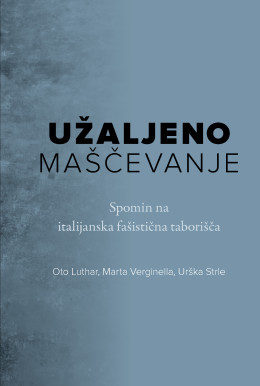 UŽALJENO
MAŠČEVANJE
Spomin na
italijanska fašistična taborišča
Oto Luthar, Marta Verginella, Urška Strle